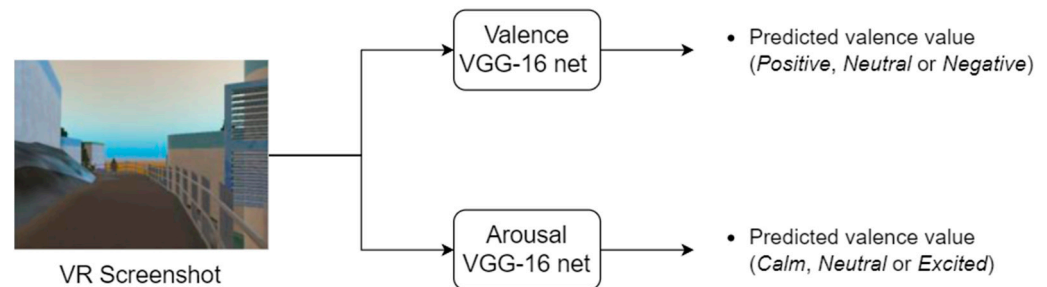 Valence
VGG-16 net
• Predicted valence value
(Positive, Neutral or Negative)
VR Screenshot
Arousal
VGG-16 net
• Predicted valence value
(Calm, Neutral or Excited)